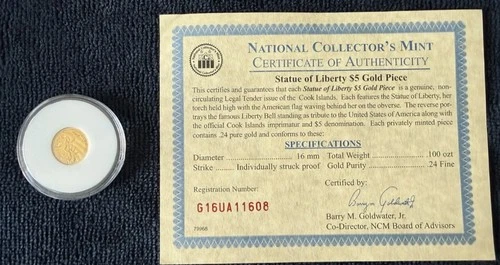 NATIONAL COLLECTOR'S MINT
CERTIFICATE OF AUTHENTICITY
Statue of Liberty $5 Gold Piece
This certifies and guarantees that each Statue of Liberty $5 Gold Piece is a genuine, non-
circulating Legal Tender issue of the Cook Islands. Each features the Statue of Liberty, her
torch held high with the American flag waving behind her on the obverse. The reverse por-
trays the famous Liberty Bell standing as tribute to the United States of America along with
the official Cook Islands imprimatur and $5 denomination. Each privately minted piece
contains .24 pure gold and conforms to these:
SPECIFICATIONS
Diameter ........................ 16 mm Total Weight ................. .100 ozt
Strike ........ Individually struck proof Gold Purity .................. .24 Fine
Registration Number: Certified by:
G16UA11608
Barry M. Goldwater, Jr.
Co-Director, NCM Board of Advisors